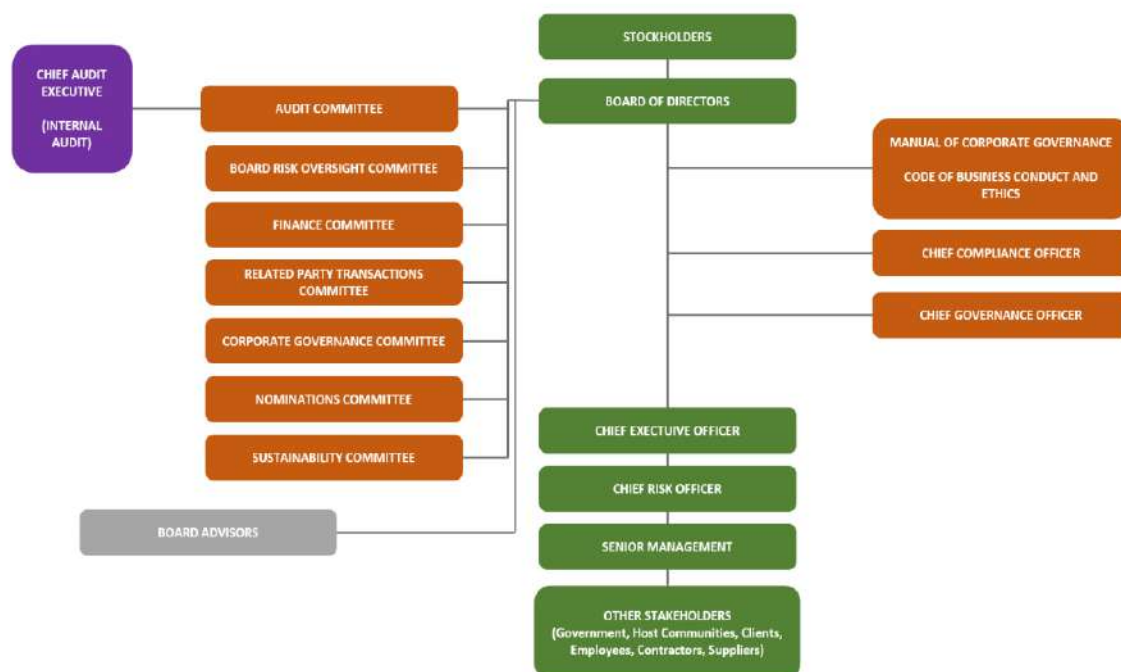 STOCKHOLDERS
CHIEF AUDIT
EXECUTIVE
(INTERNAL
AUDIT)
AUDIT COMMITTEE
BOARD OF DIRECTORS
BOARD RISK OVERSIGHT COMMITTEE
FINANCE COMMITTEE
RELATED PARTY TRANSACTIONS
COMMITTEE
CORPORATE GOVERNANCE COMMITTEE
NOMINATIONS COMMITTEE
SUSTAINABILITY COMMITTEE
BOARD ADVISORS
MANUAL OF CORPORATE GOVERNANCE
CODE OF BUSINESS CONDUCT AND
ETHICS
CHIEF COMPLIANCE OFFICER
CHIEF GOVERNANCE OFFICER
CHIEF EXECTUIVE OFFICER
CHIEF RISK OFFICER
SENIOR MANAGEMENT
OTHER STAKEHOLDERS
(Government, Host Communities, Clients,
Employees, Contractors, Suppliers)